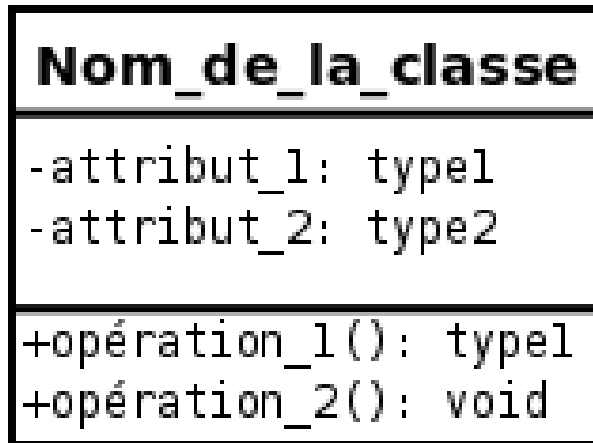 Nom_de_la_classe
-attribut_1: type1
-attribut_2: type2
+opération_1(): type1
+opération_2(): void